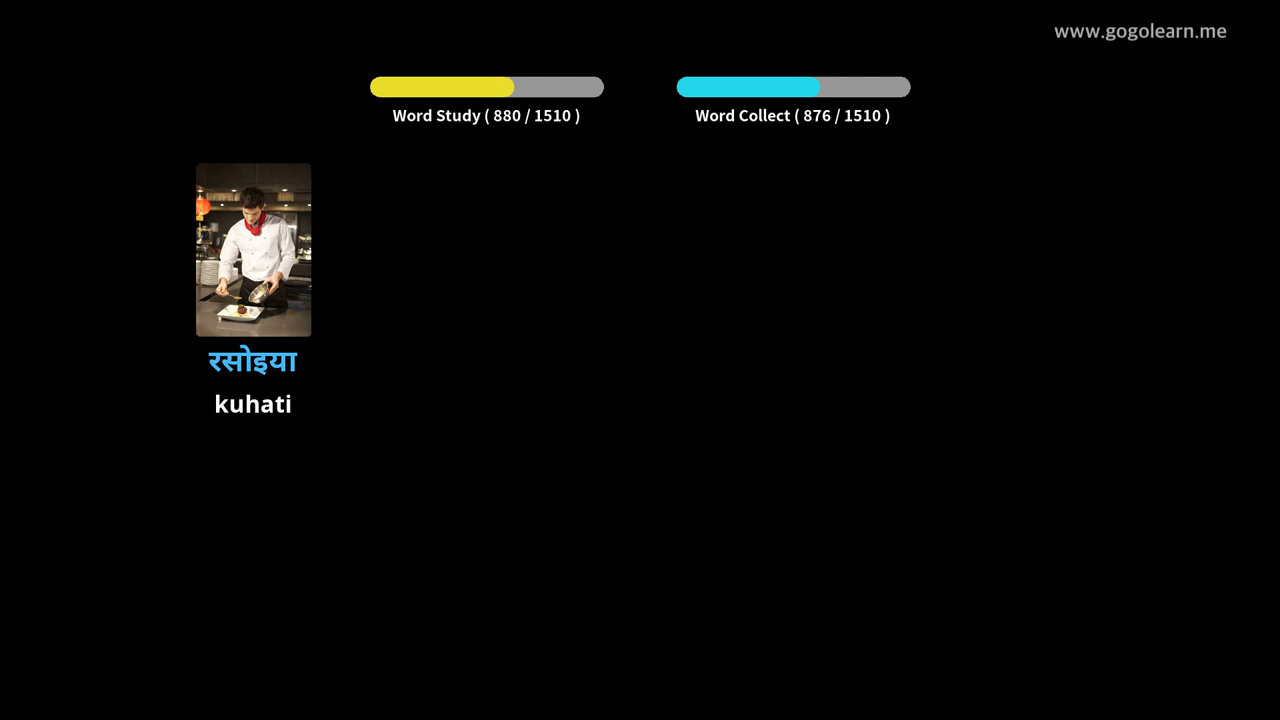 www.gogolearn.me
Word Study ( 880 / 1510 )
Word Collect ( 876 / 1510 )
रसोइया
kuhati